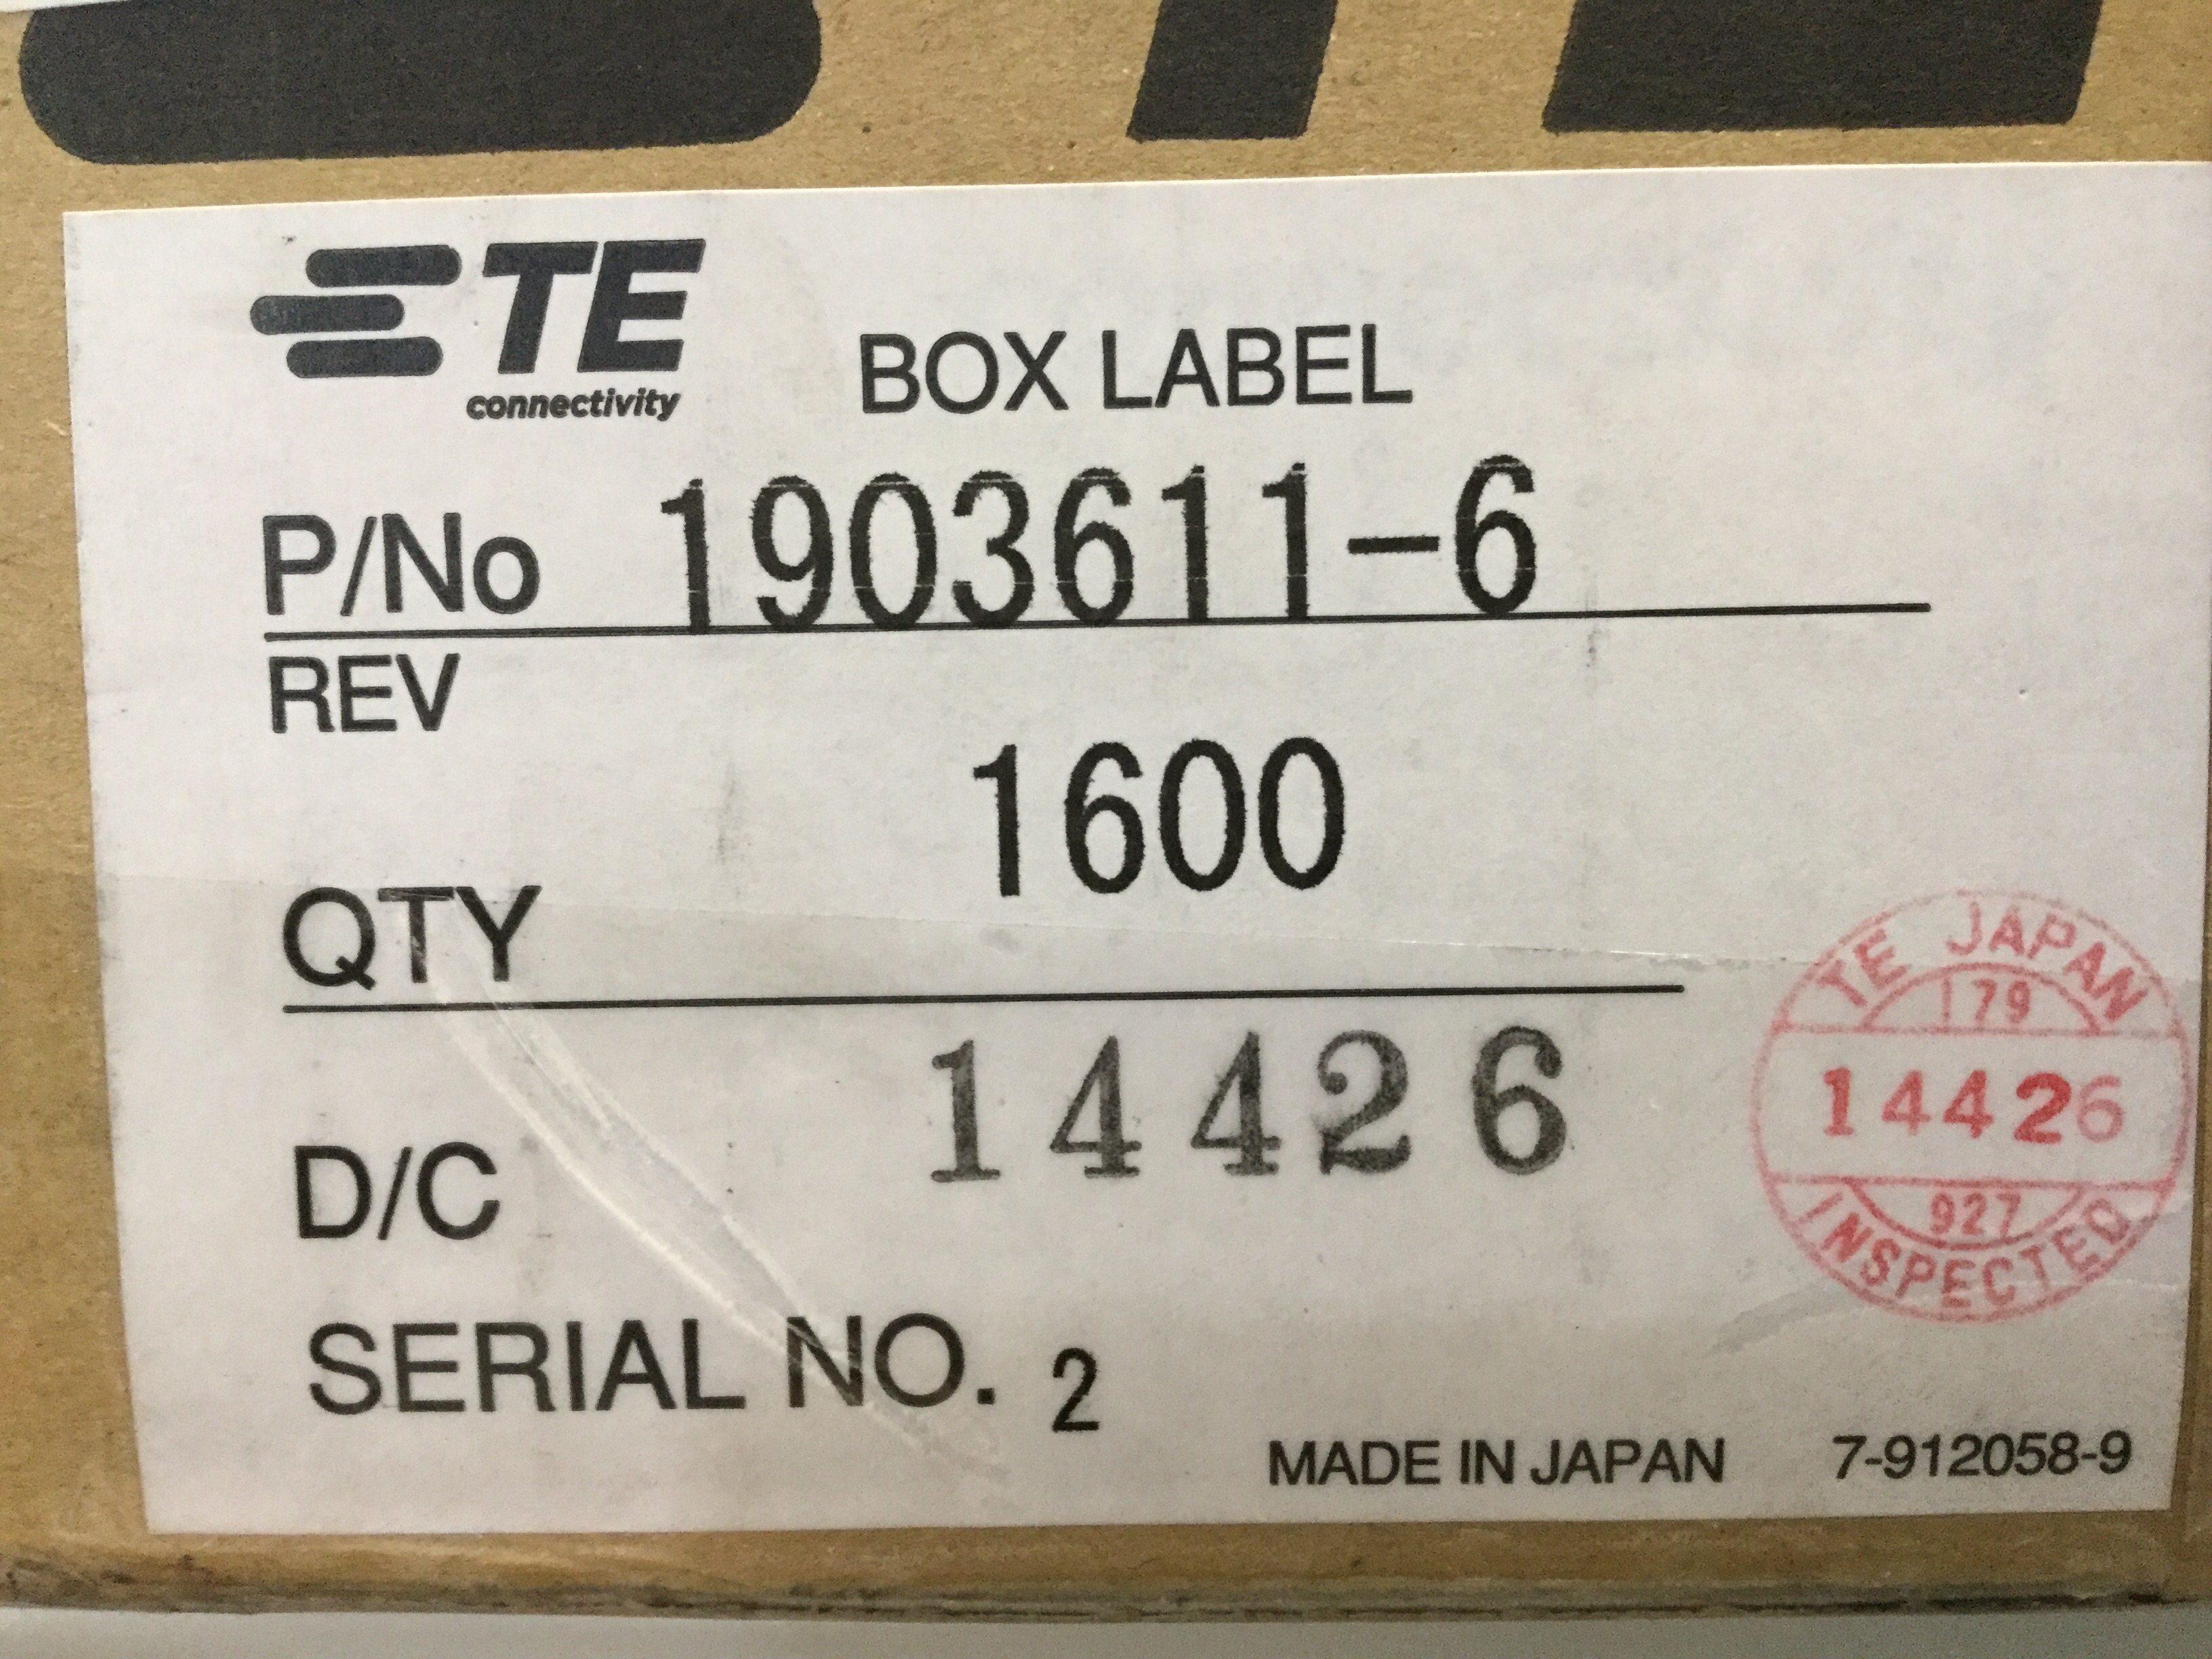 TE
connectivity
BOX LABEL
P/No 1903611-6
REV
1600
QTY
14426
D/C
TE JAPAN
179
14426
927
INSPECTED
SERIAL NO. 2
MADE IN JAPAN 7-912058-9